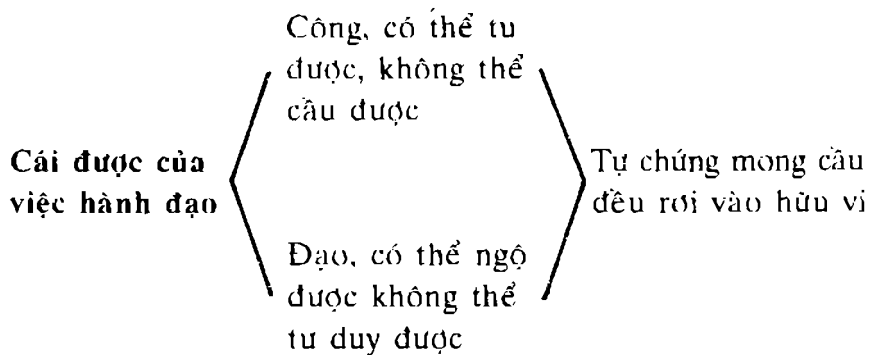 Công, có thể tu
được, không thể
cầu được
Cái được của
việc hành đạo
Tự chứng mong cầu
đều rơi vào hữu vi
Đạo, có thể ngộ
được không thể
tư duy được